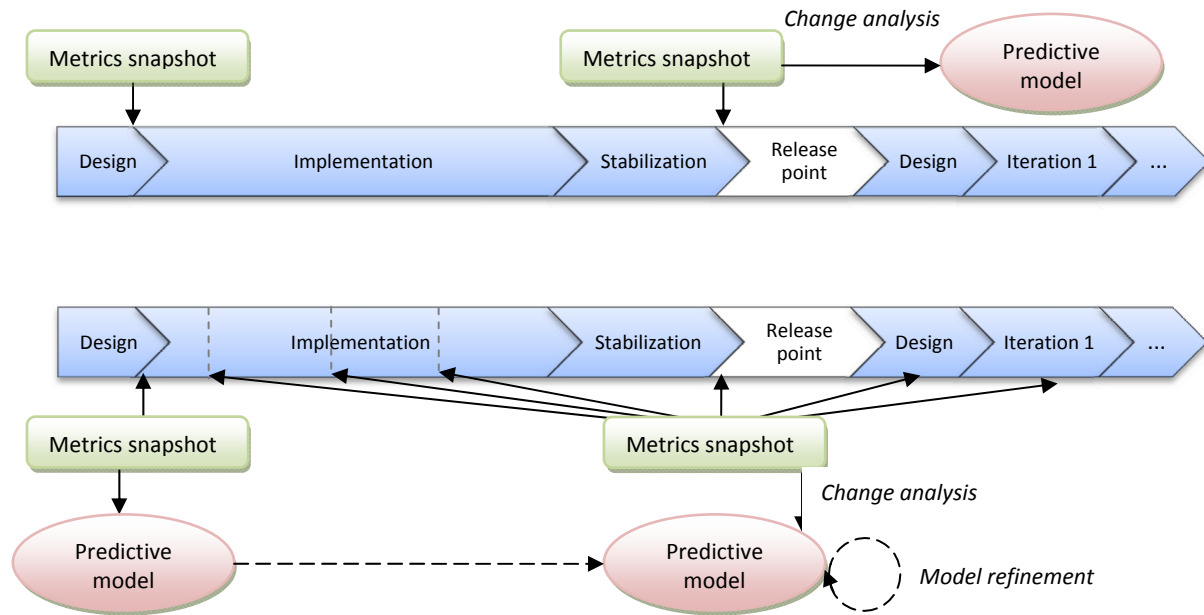 Change analysis
Metrics snapshot
Metrics snapshot
Predictive
model
Design
Implementation
Stabilization
Release
point
Design
Iteration 1
...
Design
Implementation
Stabilization
Release
point
Design
Iteration 1
...
Metrics snapshot
Metrics snapshot
Change analysis
Predictive
model
Predictive
model
Model refinement